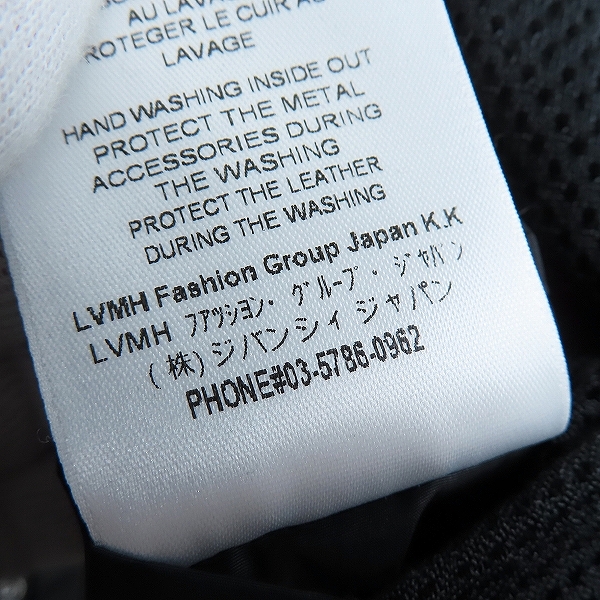 AU LAVA
ROTEGER LE CUIR AU
LAVAGE
HAND WASHING INSIDE OUT
PROTECT THE METAL
ACCESSORIES DURING
THE WASHING
PROTECT THE LEATHER
DURING THE WASHING
LVMH Fashion Group Japan K.K
LVMH ファッション・グループ・ジャパン
(株)ジバンシィ ジャパン
PHONE#03-5786-0962